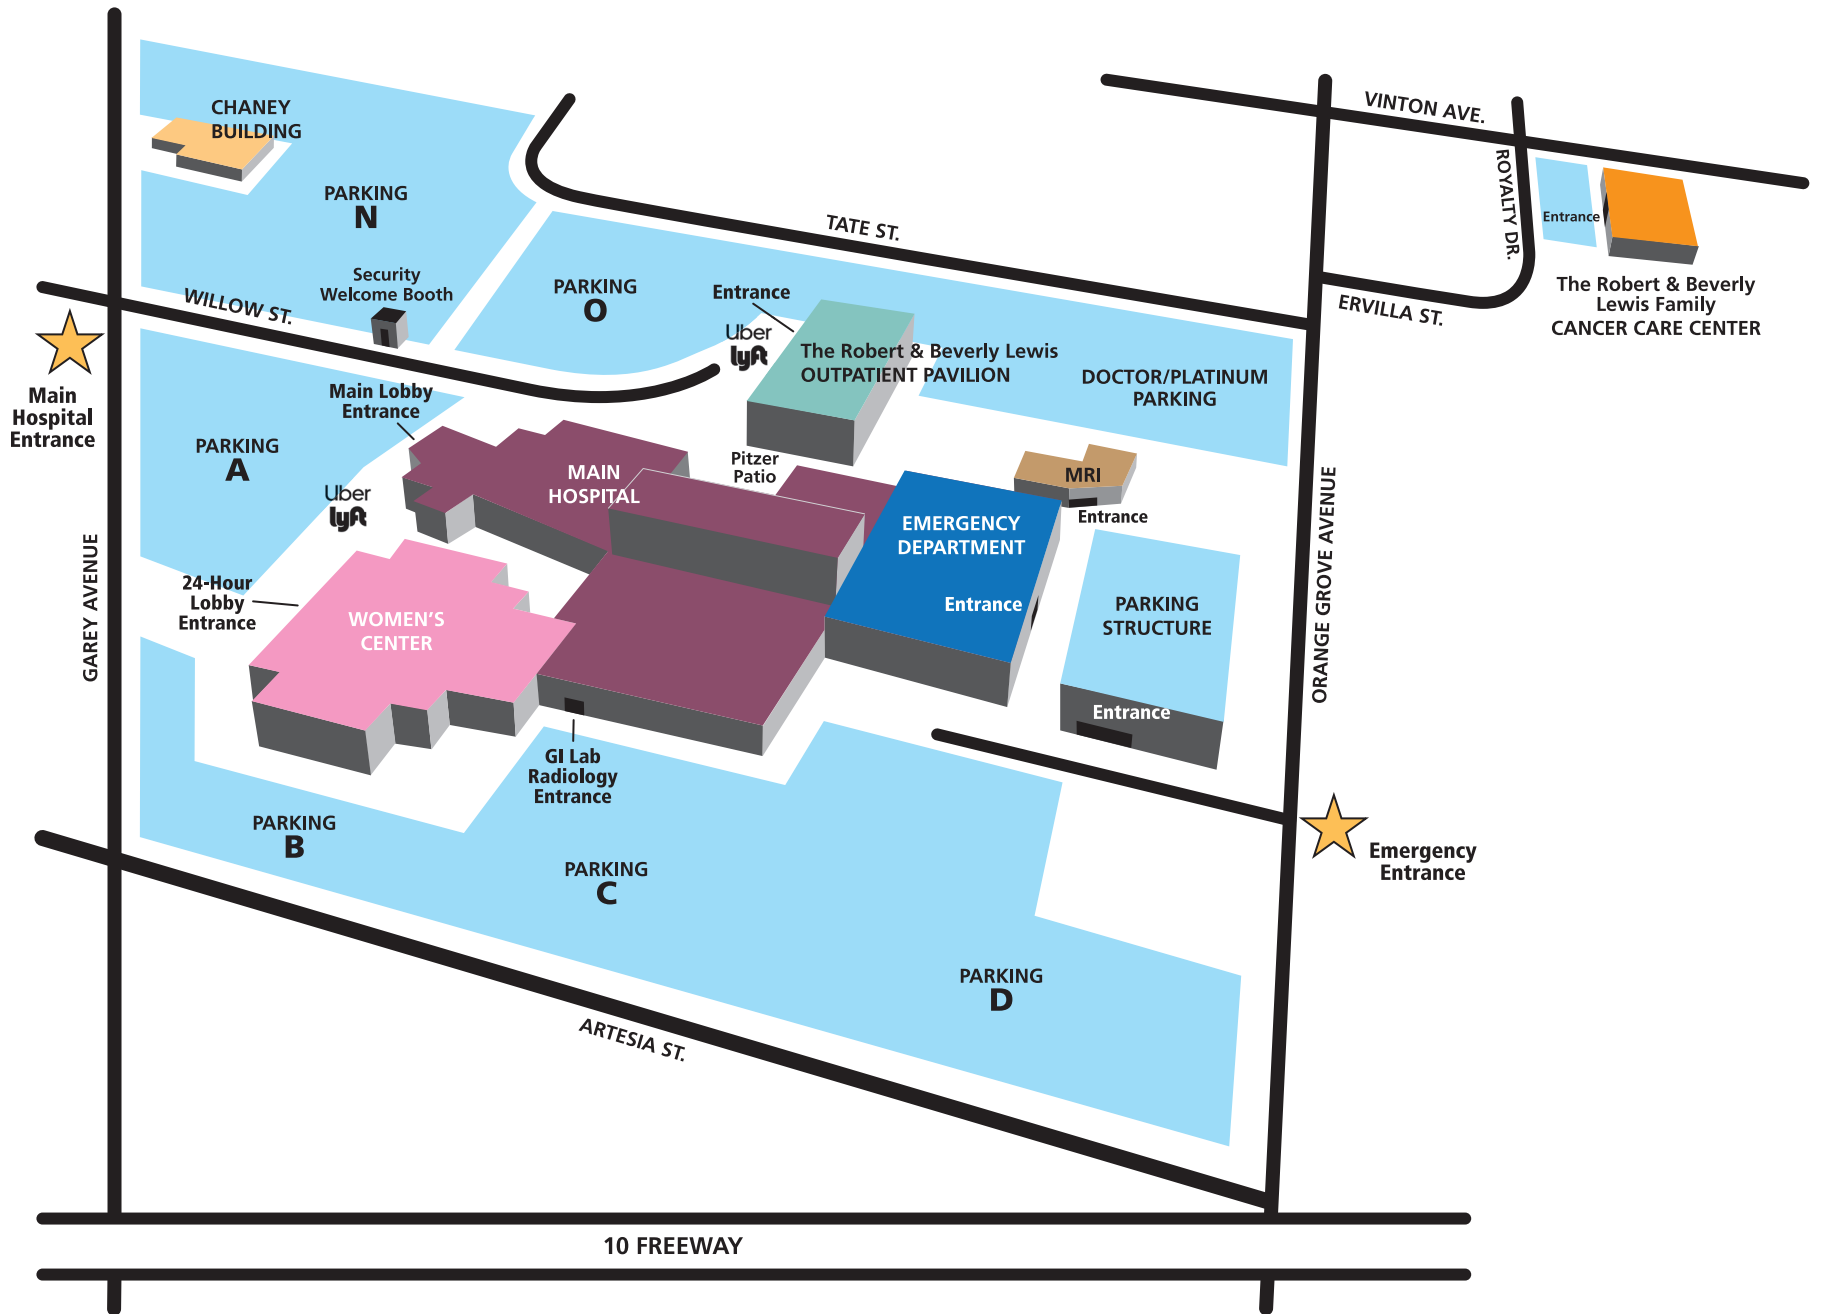 CHANEY
BUILDING
PARKING
N
Security
Welcome Booth
WILLOW ST.
TATE ST.
VINTON AVE.
ROYALTY DR.
Entrance
The Robert & Beverly
Lewis Family
CANCER CARE CENTER
ERVILLA ST.
PARKING
O
Entrance
Uber
lyft
The Robert & Beverly Lewis
OUTPATIENT PAVILION
DOCTOR/PLATINUM
PARKING
Main
Hospital
Entrance
Main Lobby
Entrance
PARKING
A
Uber
lyft
MAIN
HOSPITAL
Pitzer
Patio
MRI
Entrance
EMERGENCY
DEPARTMENT
Entrance
ORANGE GROVE AVENUE
GAREY AVENUE
24-Hour
Lobby
Entrance
WOMEN'S
CENTER
PARKING
STRUCTURE
Entrance
GI Lab
Radiology
Entrance
PARKING
B
PARKING
C
PARKING
D
Emergency
Entrance
ARTESIA ST.
10 FREEWAY